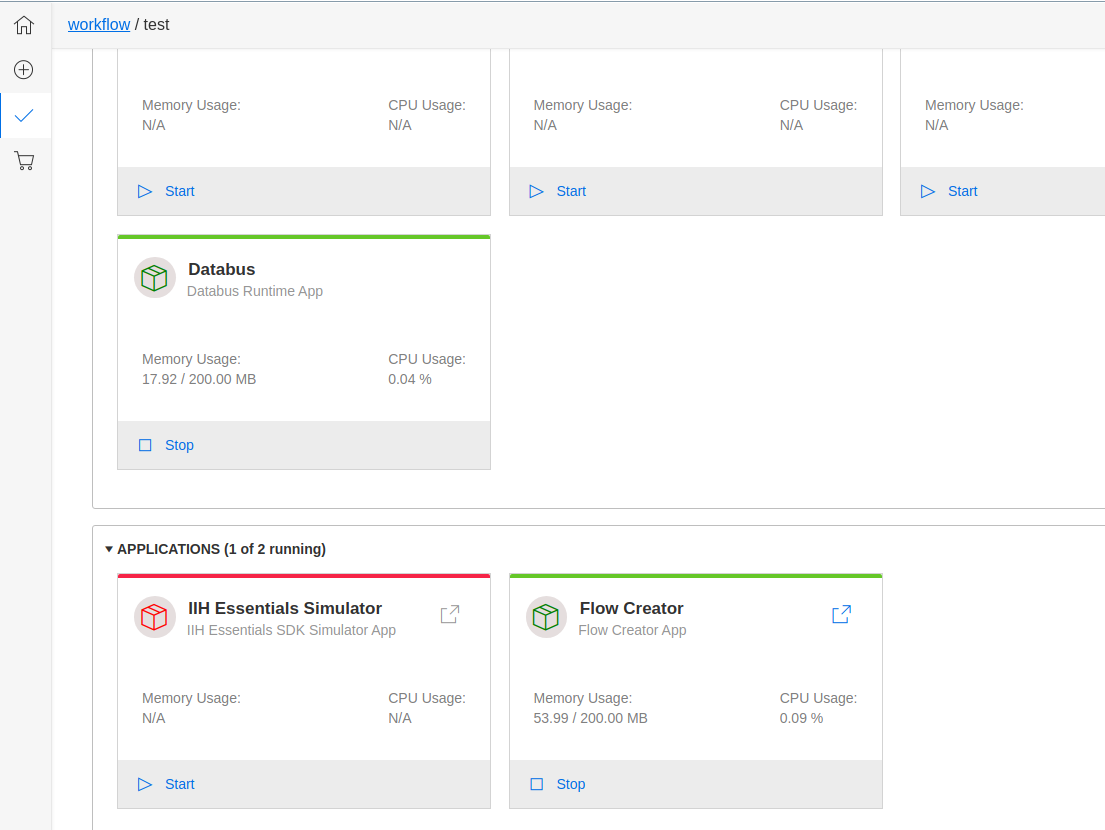 workflow / test
Memory Usage: CPU Usage: Memory Usage: CPU Usage: Memory Usage:
N/A N/A N/A N/A N/A
Start Start Start
Databus
Databus Runtime App
Memory Usage: CPU Usage:
17.92 / 200.00 MB 0.04 %
Stop
APPLICATIONS (1 of 2 running)
IIH Essentials Simulator Flow Creator
IIH Essentials SDK Simulator App Flow Creator App
Memory Usage: CPU Usage: Memory Usage: CPU Usage:
N/A N/A 53.99 / 200.00 MB 0.09 %
Start Stop